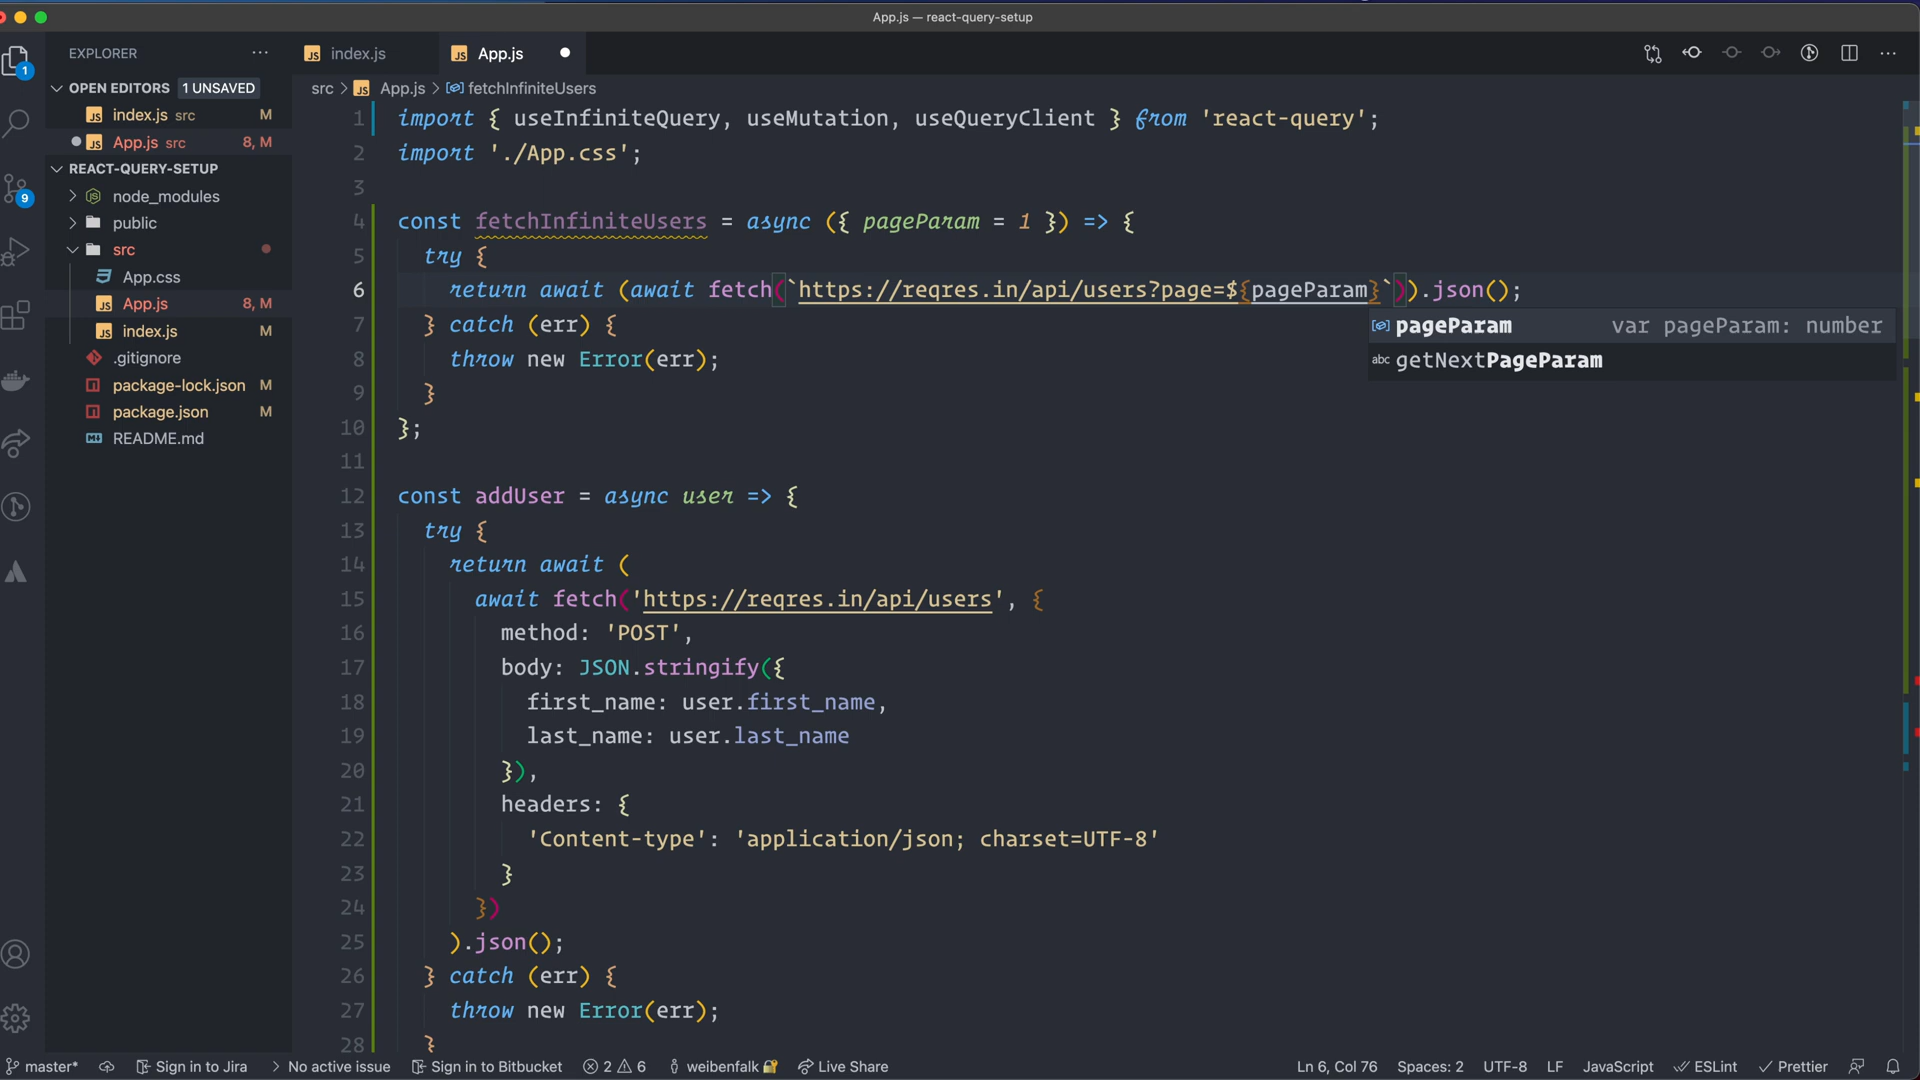 App.js — react-query-setup
EXPLORER
index.js
App.js
OPEN EDITORS 1 UNSAVED
index.js src M
App.js src 8, M
REACT-QUERY-SETUP
node_modules
public
src
App.css
App.js 8, M
index.js M
.gitignore
package-lock.json M
package.json M
README.md
1
9
src > App.js > fetchInfiniteUsers
1 import { useInfiniteQuery, useMutation, useQueryClient } from 'react-query';
2 import './App.css';
3
4 const fetchInfiniteUsers = async ({ pageParam = 1 }) => {
5 try {
6 return await (await fetch(`https://reqres.in/api/users?page=${pageParam}`)).json();
7 } catch (err) {
8 throw new Error(err);
9 }
10 };
11
12 const addUser = async user => {
13 try {
14 return await (
15 await fetch('https://reqres.in/api/users', {
16 method: 'POST',
17 body: JSON.stringify({
18 first_name: user.first_name,
19 last_name: user.last_name
20 }),
21 headers: {
22 'Content-type': 'application/json; charset=UTF-8'
23 }
24 })
25 ).json();
26 } catch (err) {
27 throw new Error(err);
28 }
pageParam var pageParam: number
abc getNextPageParam
master* Sign in to Jira > No active issue Sign in to Bitbucket 2 6 weibenfalk Live Share Ln 6, Col 76 Spaces: 2 UTF-8 LF JavaScript ESLint Prettier